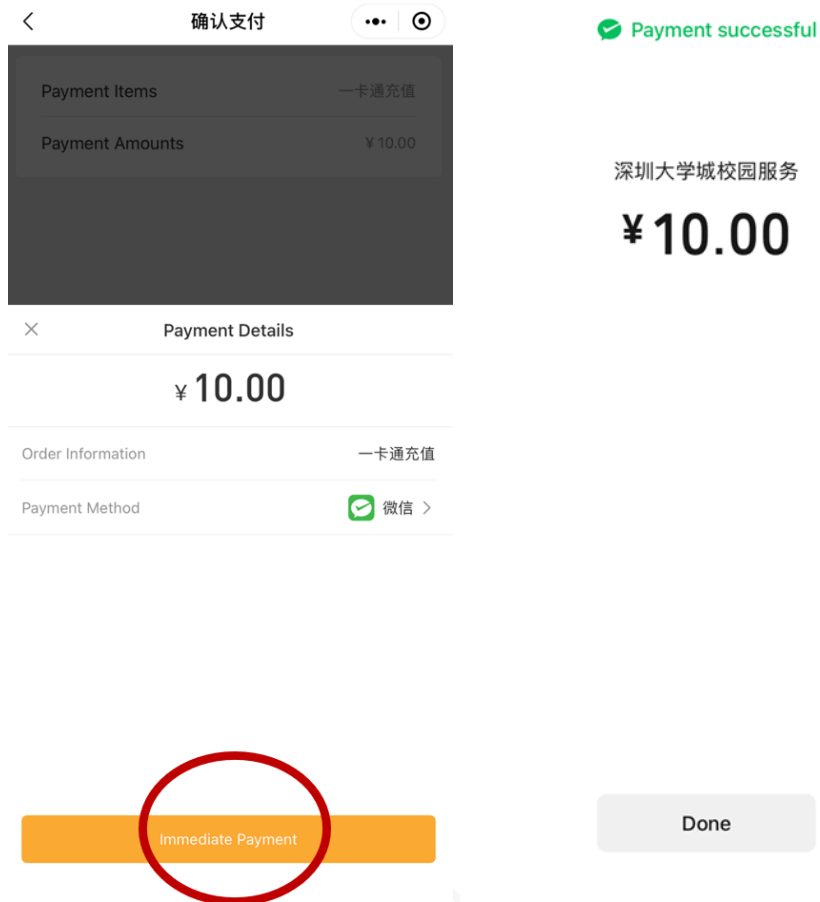 确认支付
Payment Items 一卡通充值
Payment Amounts ¥ 10.00
Payment Details
¥ 10.00
Order Information 一卡通充值
Payment Method 微信
Immediate Payment
Payment successful
深圳大学城校园服务
¥ 10.00
Done